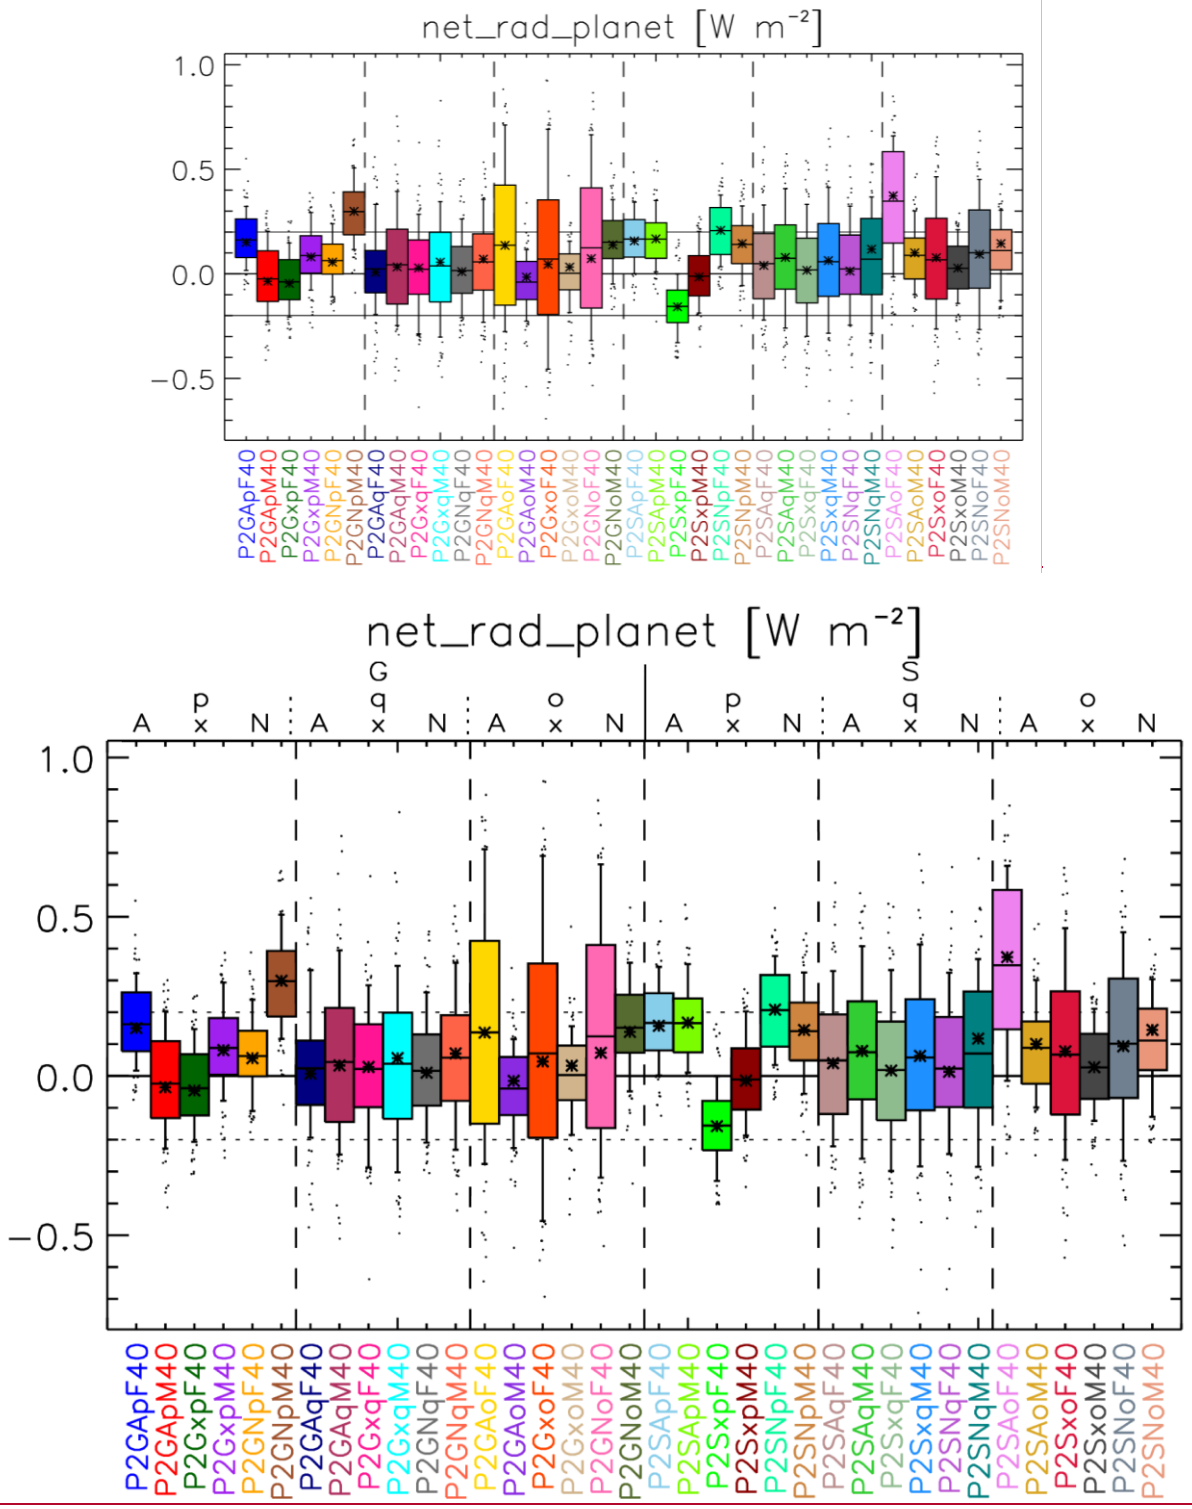 net_rad_planet [W m⁻²]
1.0
0.5
0.0
−0.5
P2GApF40 P2GApM40 P2GxpF40 P2GxpM40 P2GNpF40 P2GNpM40 P2GAqF40 P2GAqM40 P2GxqF40 P2GxqM40 P2GNqF40 P2GNqM40 P2GAoF40 P2GAoM40 P2GxoF40 P2GxoM40 P2GNoF40 P2GNoM40 P2SApF40 P2SApM40 P2SxpF40 P2SxpM40 P2SNpF40 P2SNpM40 P2SAqF40 P2SAqM40 P2SxqF40 P2SxqM40 P2SNqF40 P2SNqM40 P2SAoF40 P2SAoM40 P2SxoF40 P2SxoM40 P2SNoF40 P2SNoM40
net_rad_planet [W m⁻²]
G S
p q o p q o
A x N A x N A x N A x N A x N A x N
1.0
0.5
0.0
−0.5
P2GApF40 P2GApM40 P2GxpF40 P2GxpM40 P2GNpF40 P2GNpM40 P2GAqF40 P2GAqM40 P2GxqF40 P2GxqM40 P2GNqF40 P2GNqM40 P2GAoF40 P2GAoM40 P2GxoF40 P2GxoM40 P2GNoF40 P2GNoM40 P2SApF40 P2SApM40 P2SxpF40 P2SxpM40 P2SNpF40 P2SNpM40 P2SAqF40 P2SAqM40 P2SxqF40 P2SxqM40 P2SNqF40 P2SNqM40 P2SAoF40 P2SAoM40 P2SxoF40 P2SxoM40 P2SNoF40 P2SNoM40